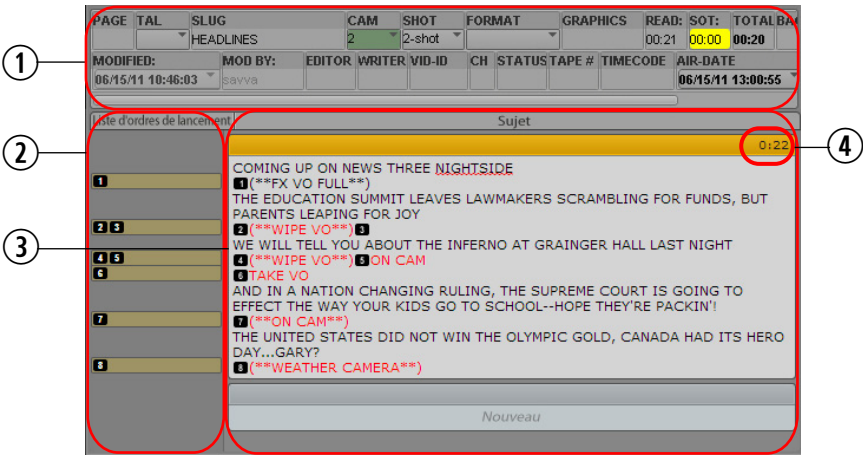 PAGE TAL SLUG CAM SHOT FORMAT GRAPHICS READ: SOT: TOTAL BAC
HEADLINES 2 2-shot 00:21 00:00 00:20
MODIFIED: MOD BY: EDITOR WRITER VID-ID CH STATUS TAPE # TIMECODE AIR-DATE
06/15/11 10:46:03 savva 06/15/11 13:00:55
1
Liste d'ordres de lancement Sujet
2 0:22 4
COMING UP ON NEWS THREE NIGHTSIDE
1 1(**FX VO FULL**)
THE EDUCATION SUMMIT LEAVES LAWMAKERS SCRAMBLING FOR FUNDS, BUT
PARENTS LEAPING FOR JOY
2 3 2(**WIPE VO**)3
3 WE WILL TELL YOU ABOUT THE INFERNO AT GRAINGER HALL LAST NIGHT
4 5 4(**WIPE VO**)5ON CAM
6 6TAKE VO
AND IN A NATION CHANGING RULING, THE SUPREME COURT IS GOING TO
EFFECT THE WAY YOUR KIDS GO TO SCHOOL--HOPE THEY'RE PACKIN'!
7 7(**ON CAM**)
THE UNITED STATES DID NOT WIN THE OLYMPIC GOLD, CANADA HAD ITS HERO
DAY...GARY?
8 8(**WEATHER CAMERA**)
Nouveau